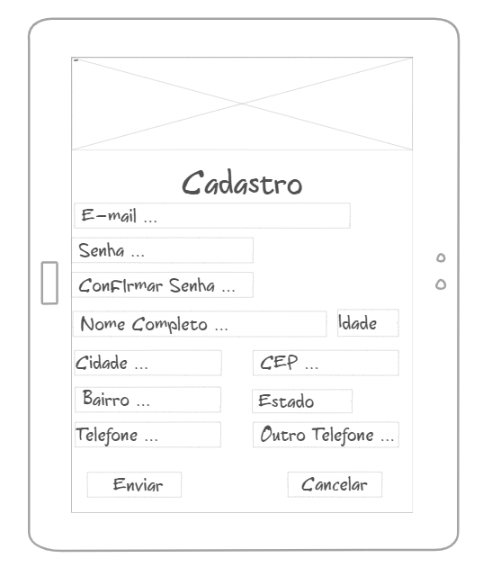 Cadastro
E-mail ...
Senha ...
ConFIrmar Senha ...
Nome Completo ... Idade
Cidade ... CEP ...
Bairro ... Estado
Telefone ... Outro Telefone ...
Enviar Cancelar